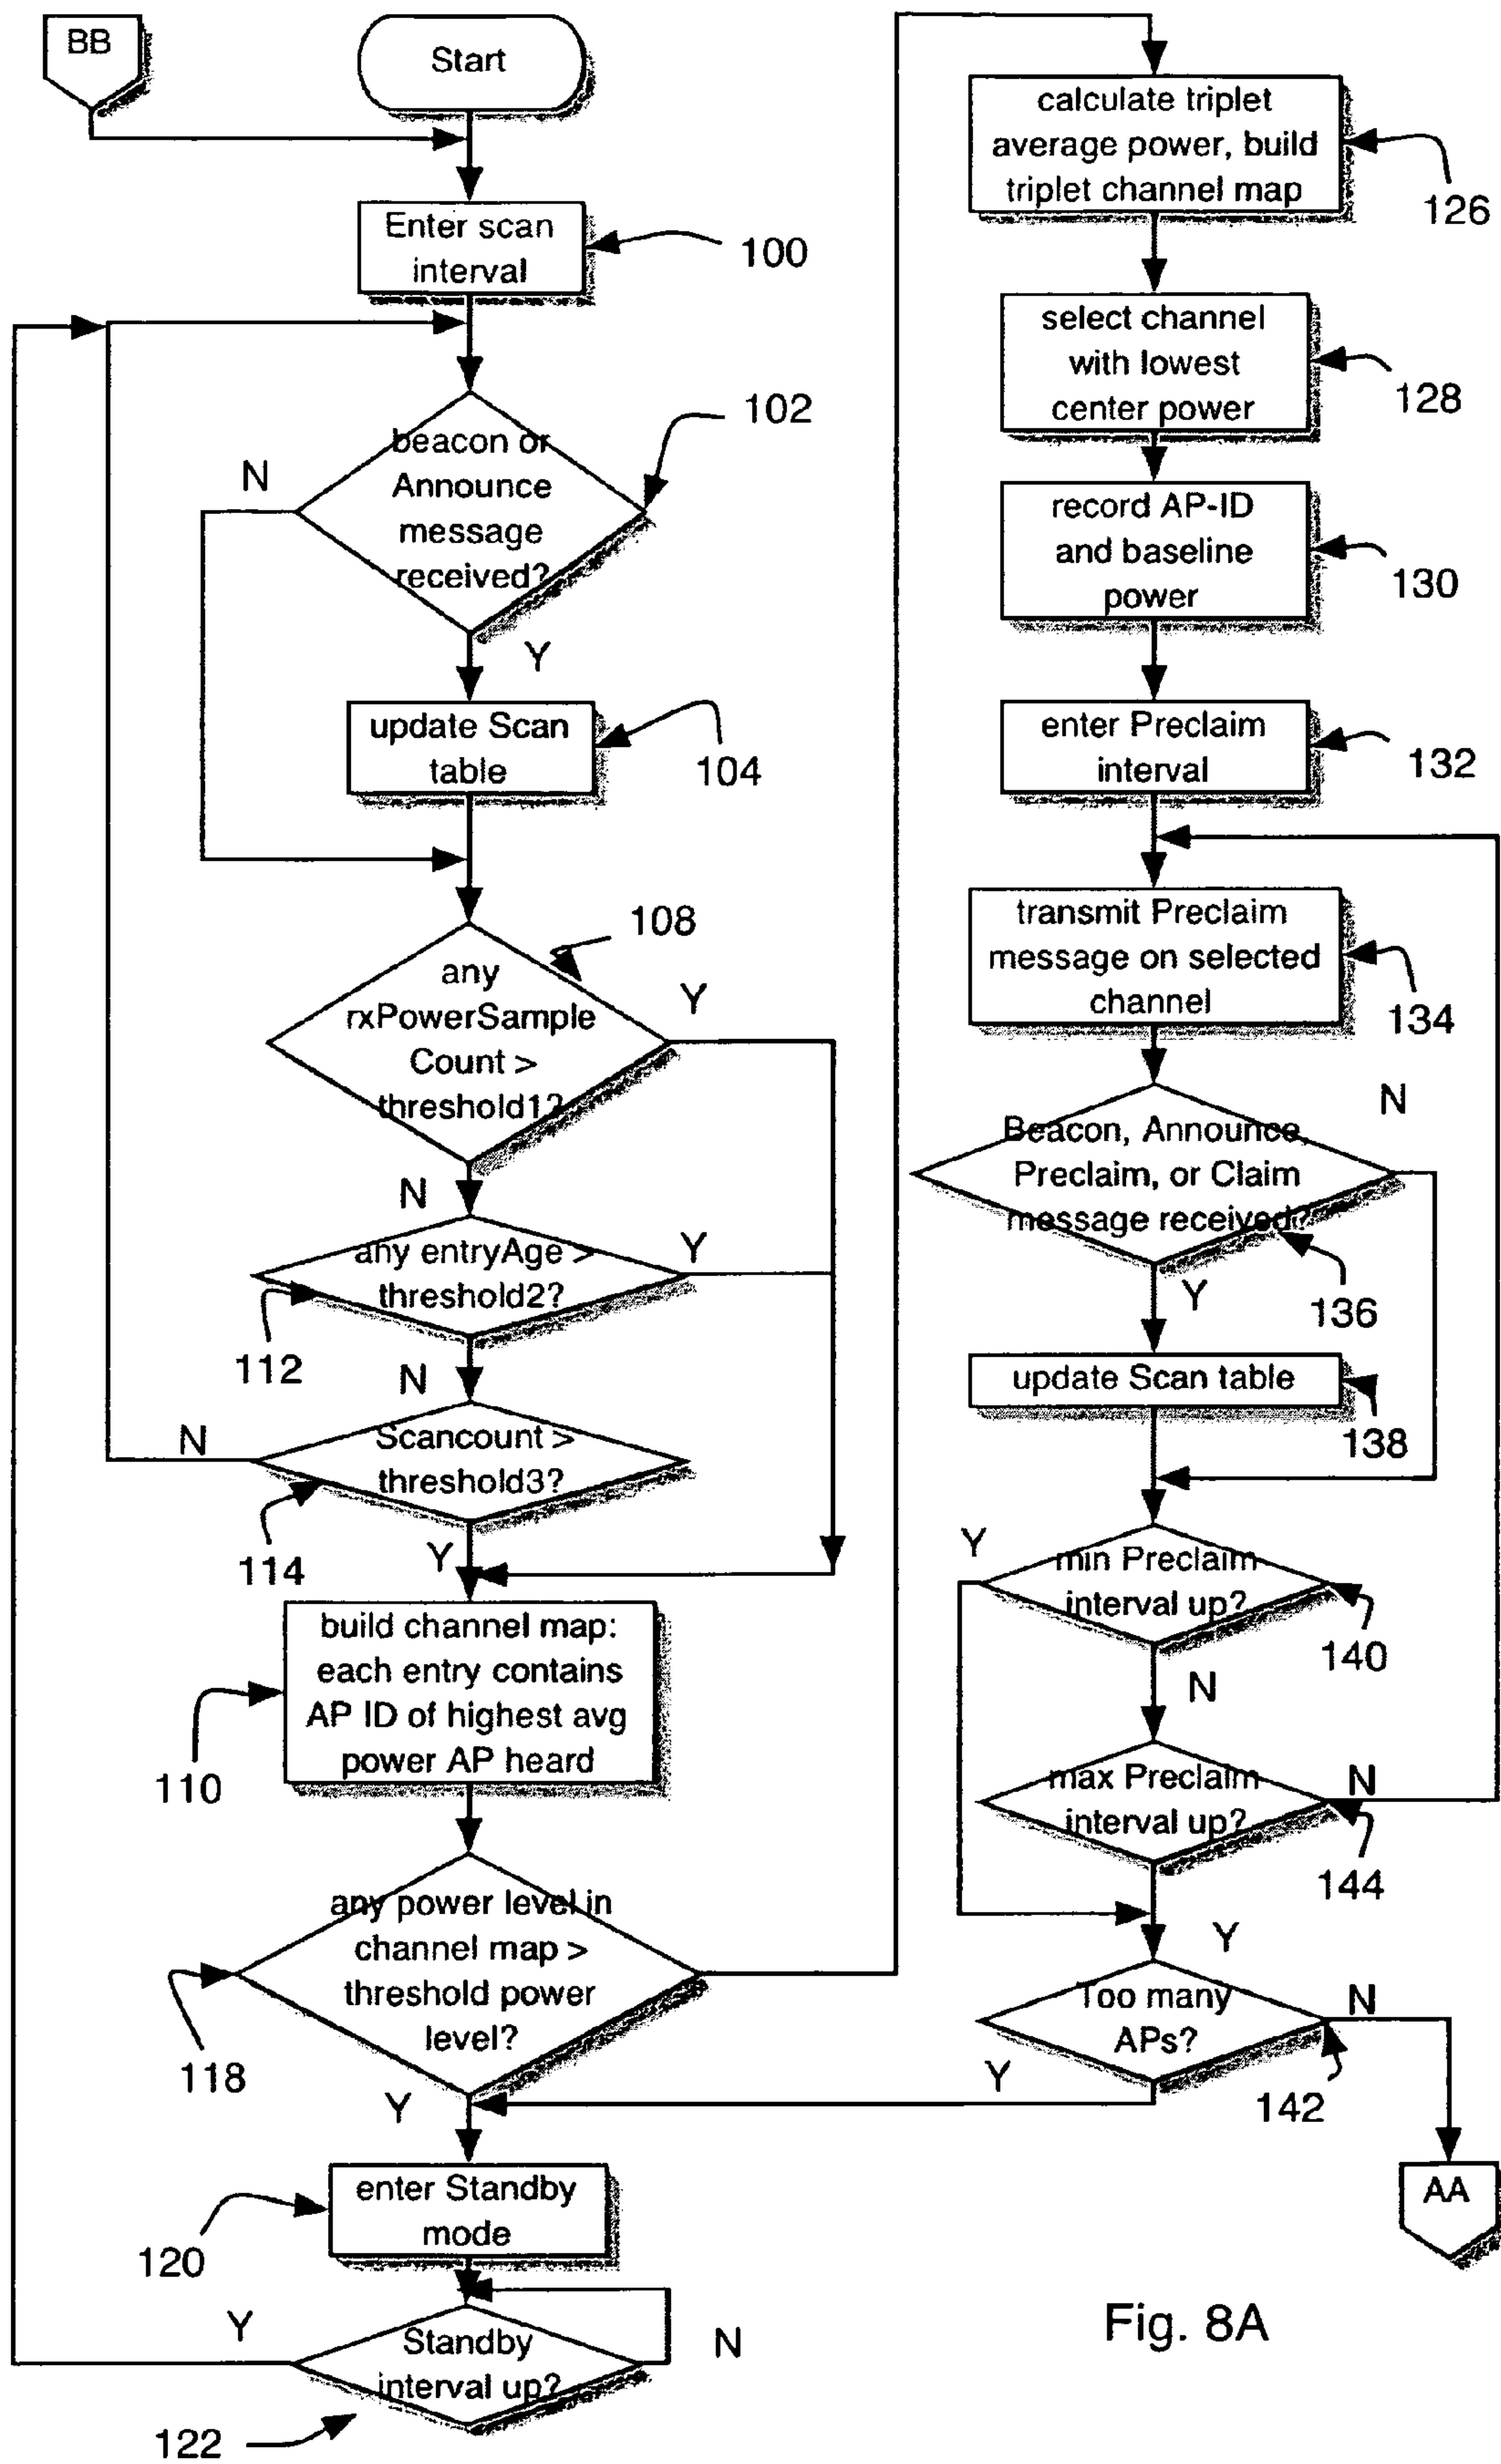 BB
Start
Enter scan
interval
100
beacon or
Announce
message
received?
102
N
Y
update Scan
table
104
any
rxPowerSample
Count >
threshold1?
108
Y
N
any entryAge >
threshold2?
Y
112
N
Scancount >
threshold3?
N
114
Y
build channel map:
each entry contains
AP ID of highest avg
power AP heard
110
any power level in
channel map >
threshold power
level?
118
Y
enter Standby
mode
120
Standby
interval up?
Y
N
122
calculate triplet
average power, build
triplet channel map
126
select channel
with lowest
center power
128
record AP-ID
and baseline
power
130
enter Preclaim
interval
132
transmit Preclaim
message on selected
channel
134
Beacon, Announce,
Preclaim, or Claim
message received?
N
136
Y
update Scan table
138
min Preclaim
interval up?
Y
140
N
max Preclaim
interval up?
N
144
Y
Too many
APs?
N
Y
142
AA
Fig. 8A